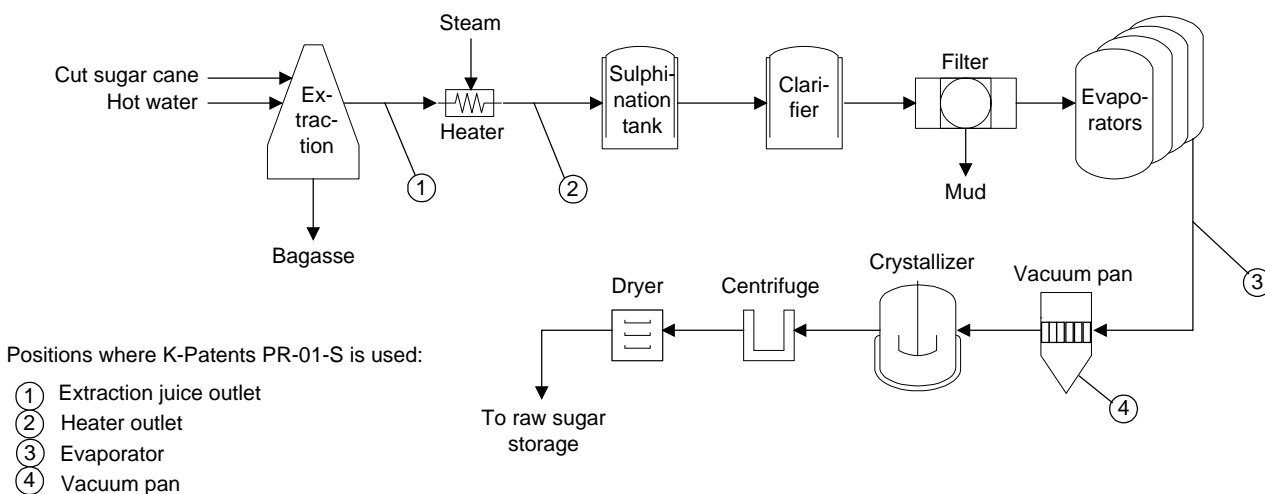 Steam
Cut sugar cane
Hot water
Ex-
trac-
tion
Heater
Sulphi-
nation
tank
Clari-
fier
Filter
Evapo-
rators
1
2
Mud
Bagasse
3
Dryer
Centrifuge
Crystallizer
Vacuum pan
4
To raw sugar
storage
Positions where K-Patents PR-01-S is used:
1 Extraction juice outlet
2 Heater outlet
3 Evaporator
4 Vacuum pan